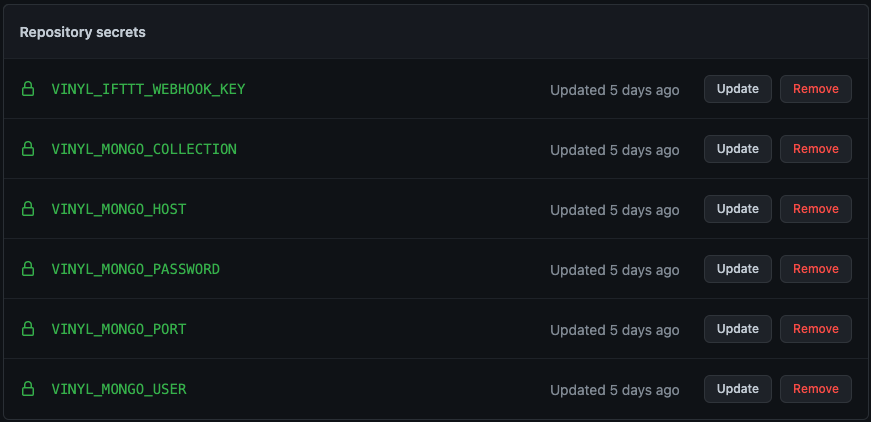 Repository secrets
VINYL_IFTTT_WEBHOOK_KEY Updated 5 days ago Update Remove
VINYL_MONGO_COLLECTION Updated 5 days ago Update Remove
VINYL_MONGO_HOST Updated 5 days ago Update Remove
VINYL_MONGO_PASSWORD Updated 5 days ago Update Remove
VINYL_MONGO_PORT Updated 5 days ago Update Remove
VINYL_MONGO_USER Updated 5 days ago Update Remove